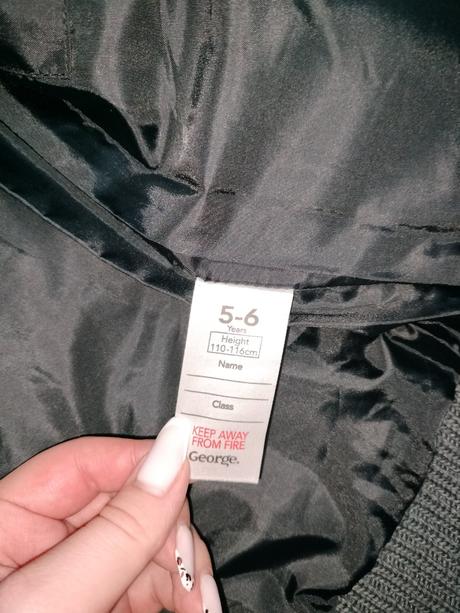 5-6
Years
Height
110-116cm
Name
Class
KEEP AWAY
FROM FIRE
George.